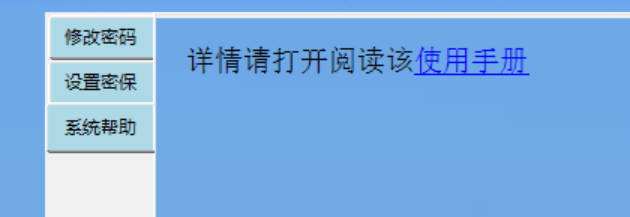 修改密码
详情请打开阅读该使用手册
设置密保
系统帮助